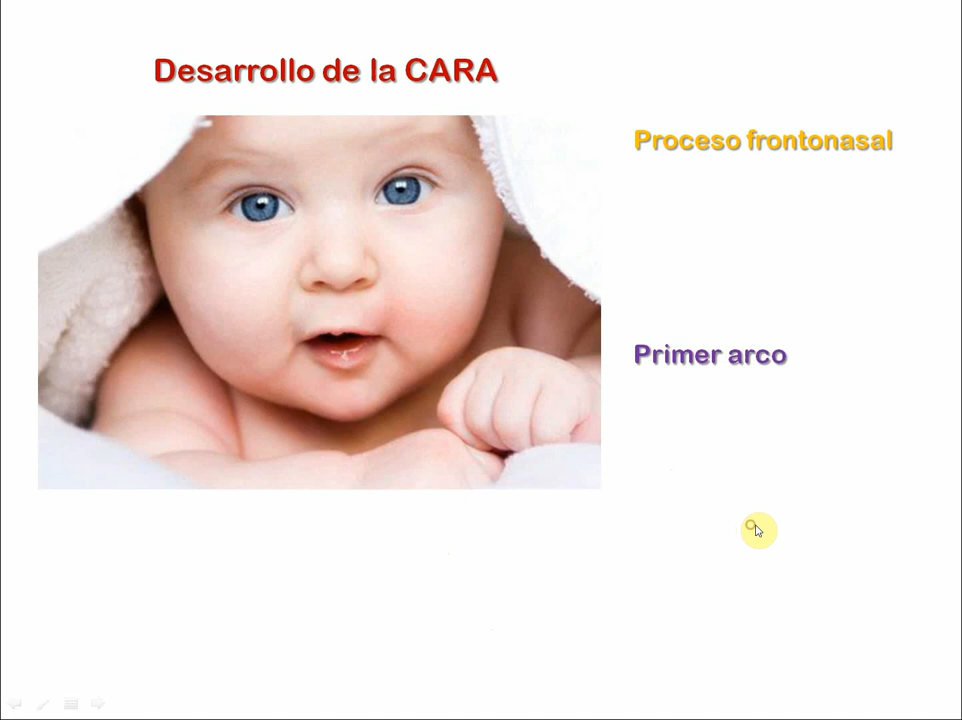 Desarrollo de la CARA
Proceso frontonasal
Primer arco